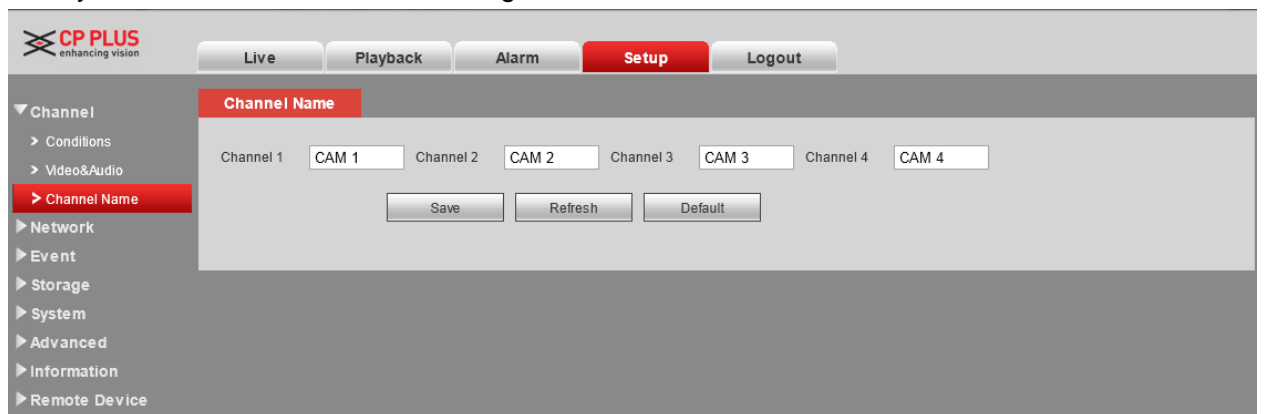 CP PLUS
enhancing vision
Live Playback Alarm Setup Logout
Channel
> Conditions
> Video&Audio
> Channel Name
Network
Event
Storage
System
Advanced
Information
Remote Device
Channel Name
Channel 1 CAM 1 Channel 2 CAM 2 Channel 3 CAM 3 Channel 4 CAM 4
Save Refresh Default